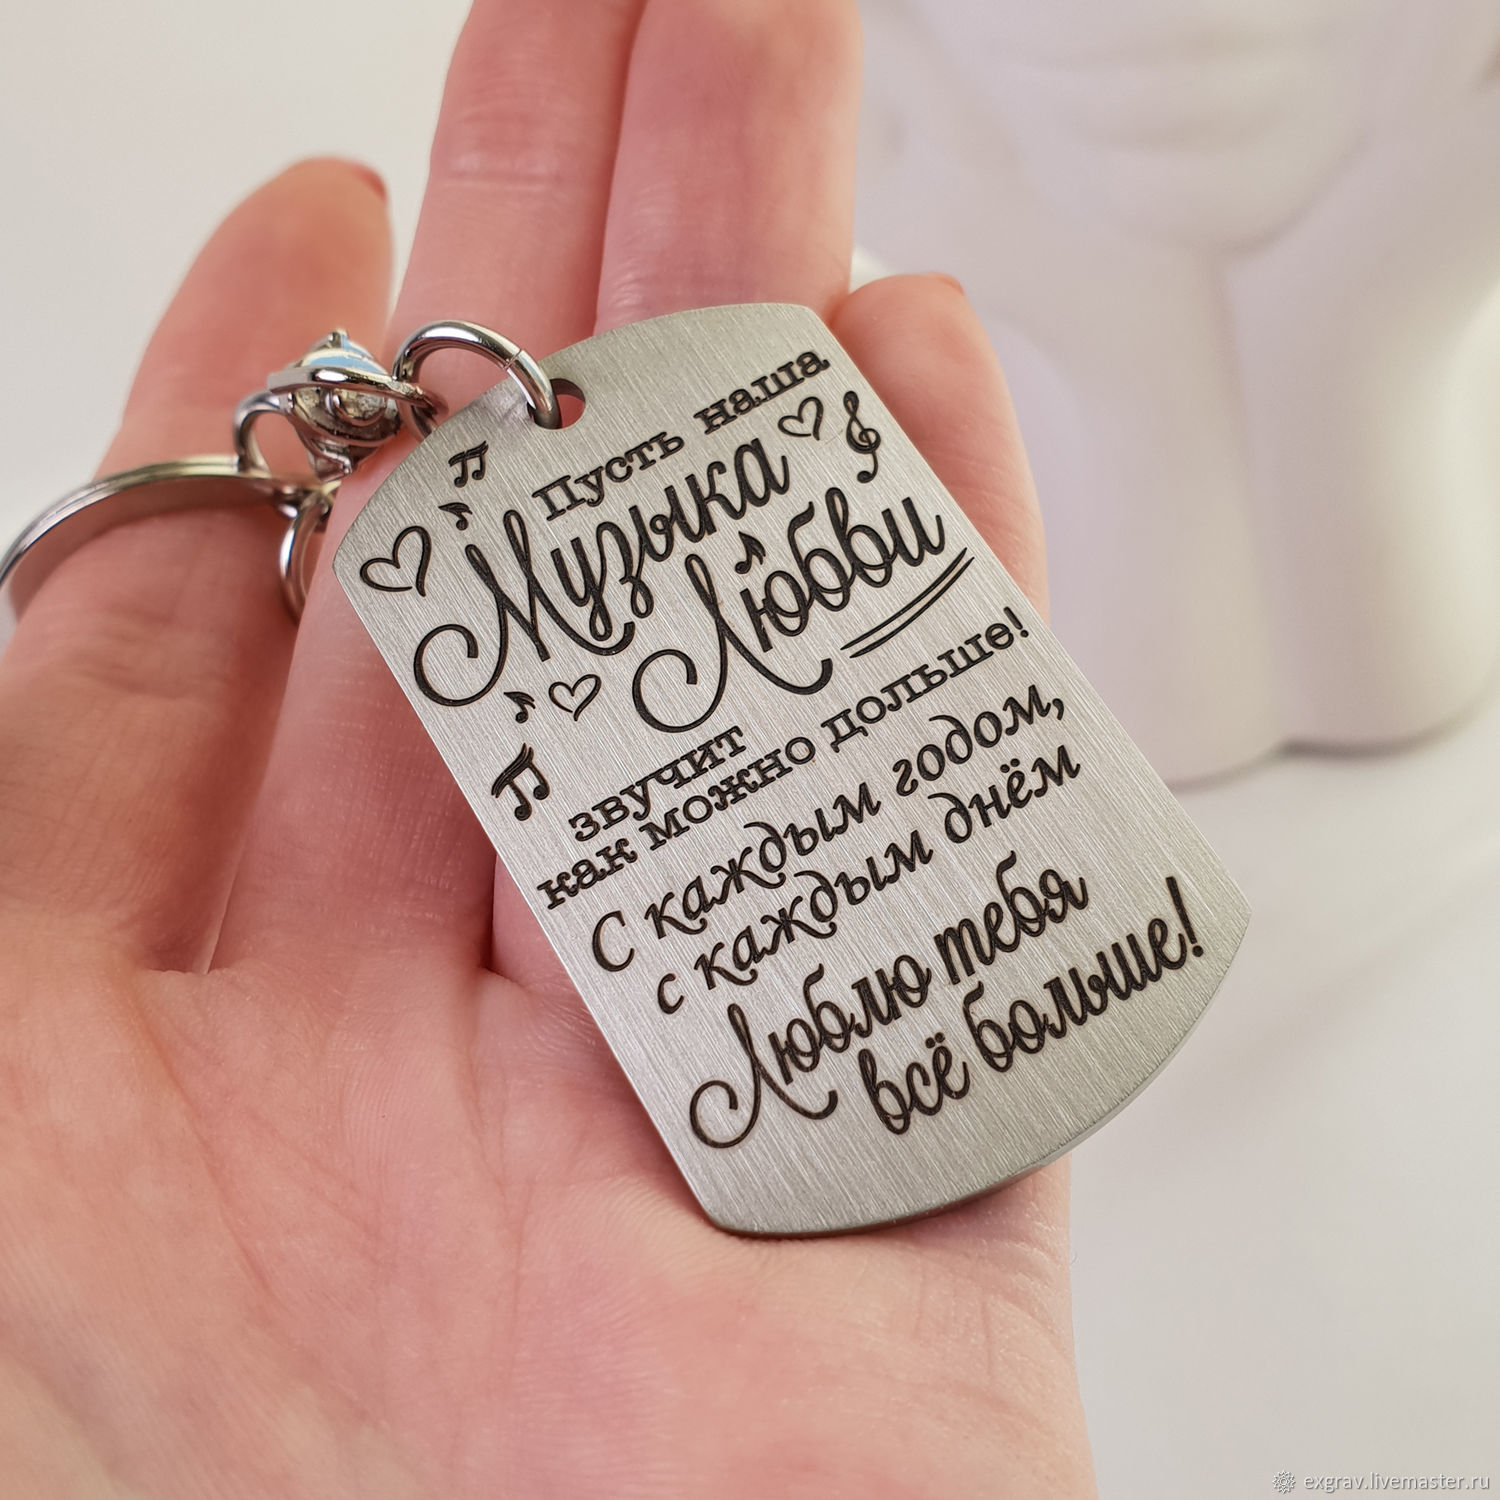 Пусть наша
Музыка
Любви
звучит
как можно дольше!
С каждым годом,
с каждым днём
Люблю тебя
всё больше!
exgrav.livemaster.ru